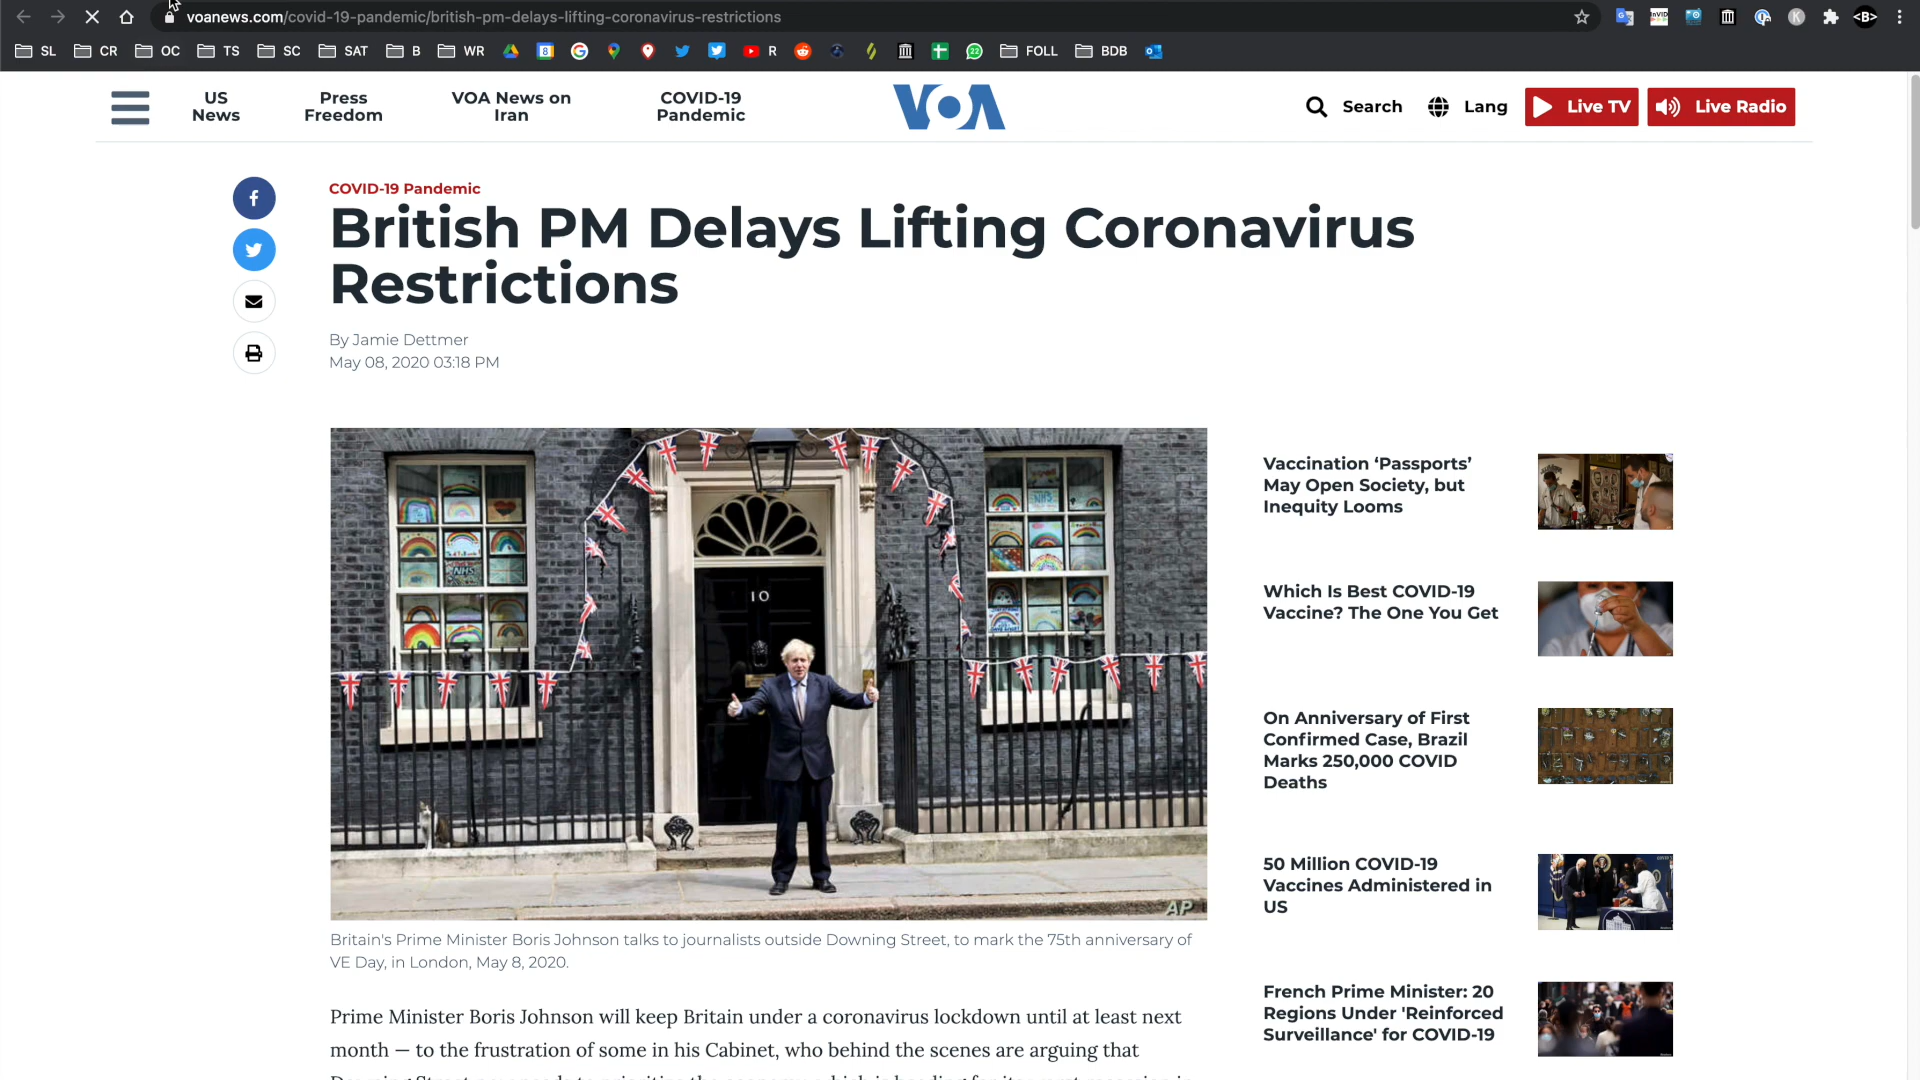 voanews.com/covid-19-pandemic/british-pm-delays-lifting-coronavirus-restrictions
SL CR OC TS SC SAT B WR R FOLL BDB
US
News
Press
Freedom
VOA News on
Iran
COVID-19
Pandemic
VOA
Search
Lang
Live TV
Live Radio
COVID-19 Pandemic
British PM Delays Lifting Coronavirus
Restrictions
By Jamie Dettmer
May 08, 2020 03:18 PM
10
NHS
AP
Britain's Prime Minister Boris Johnson talks to journalists outside Downing Street, to mark the 75th anniversary of
VE Day, in London, May 8, 2020.
Prime Minister Boris Johnson will keep Britain under a coronavirus lockdown until at least next
month — to the frustration of some in his Cabinet, who behind the scenes are arguing that
Vaccination ‘Passports’
May Open Society, but
Inequity Looms
Which Is Best COVID-19
Vaccine? The One You Get
On Anniversary of First
Confirmed Case, Brazil
Marks 250,000 COVID
Deaths
50 Million COVID-19
Vaccines Administered in
US
French Prime Minister: 20
Regions Under 'Reinforced
Surveillance' for COVID-19